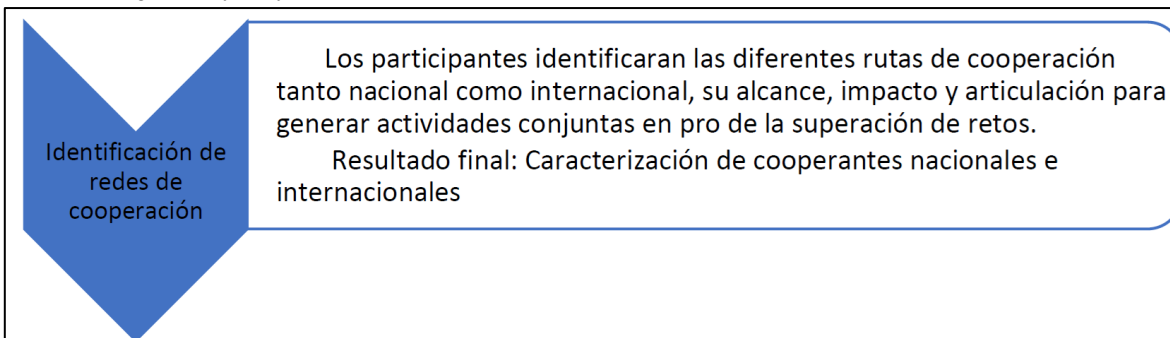 Identificación de
redes de
cooperación
Los participantes identificaran las diferentes rutas de cooperación
tanto nacional como internacional, su alcance, impacto y articulación para
generar actividades conjuntas en pro de la superación de retos.
Resultado final: Caracterización de cooperantes nacionales e
internacionales